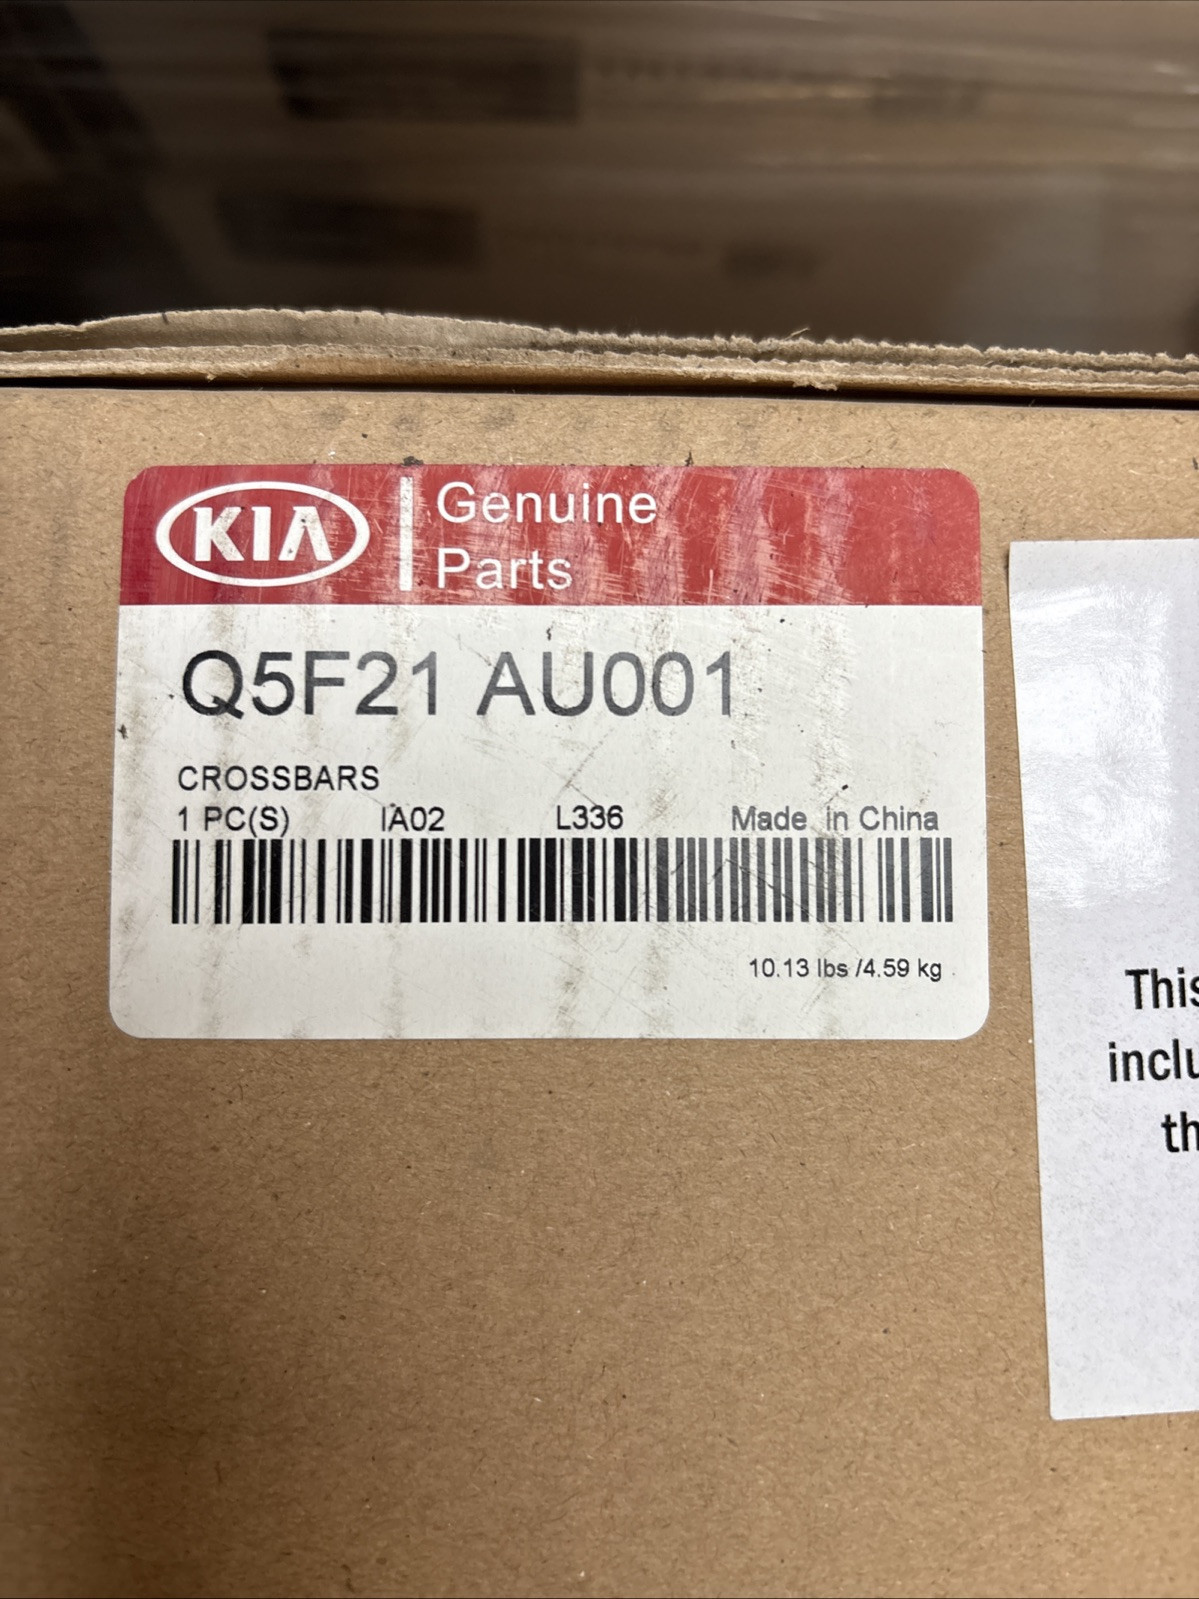 KIA
Genuine
Parts
Q5F21 AU001
CROSSBARS
1 PC(S) IA02 L336 Made in China
10.13 lbs /4.59 kg
This
inclu
th